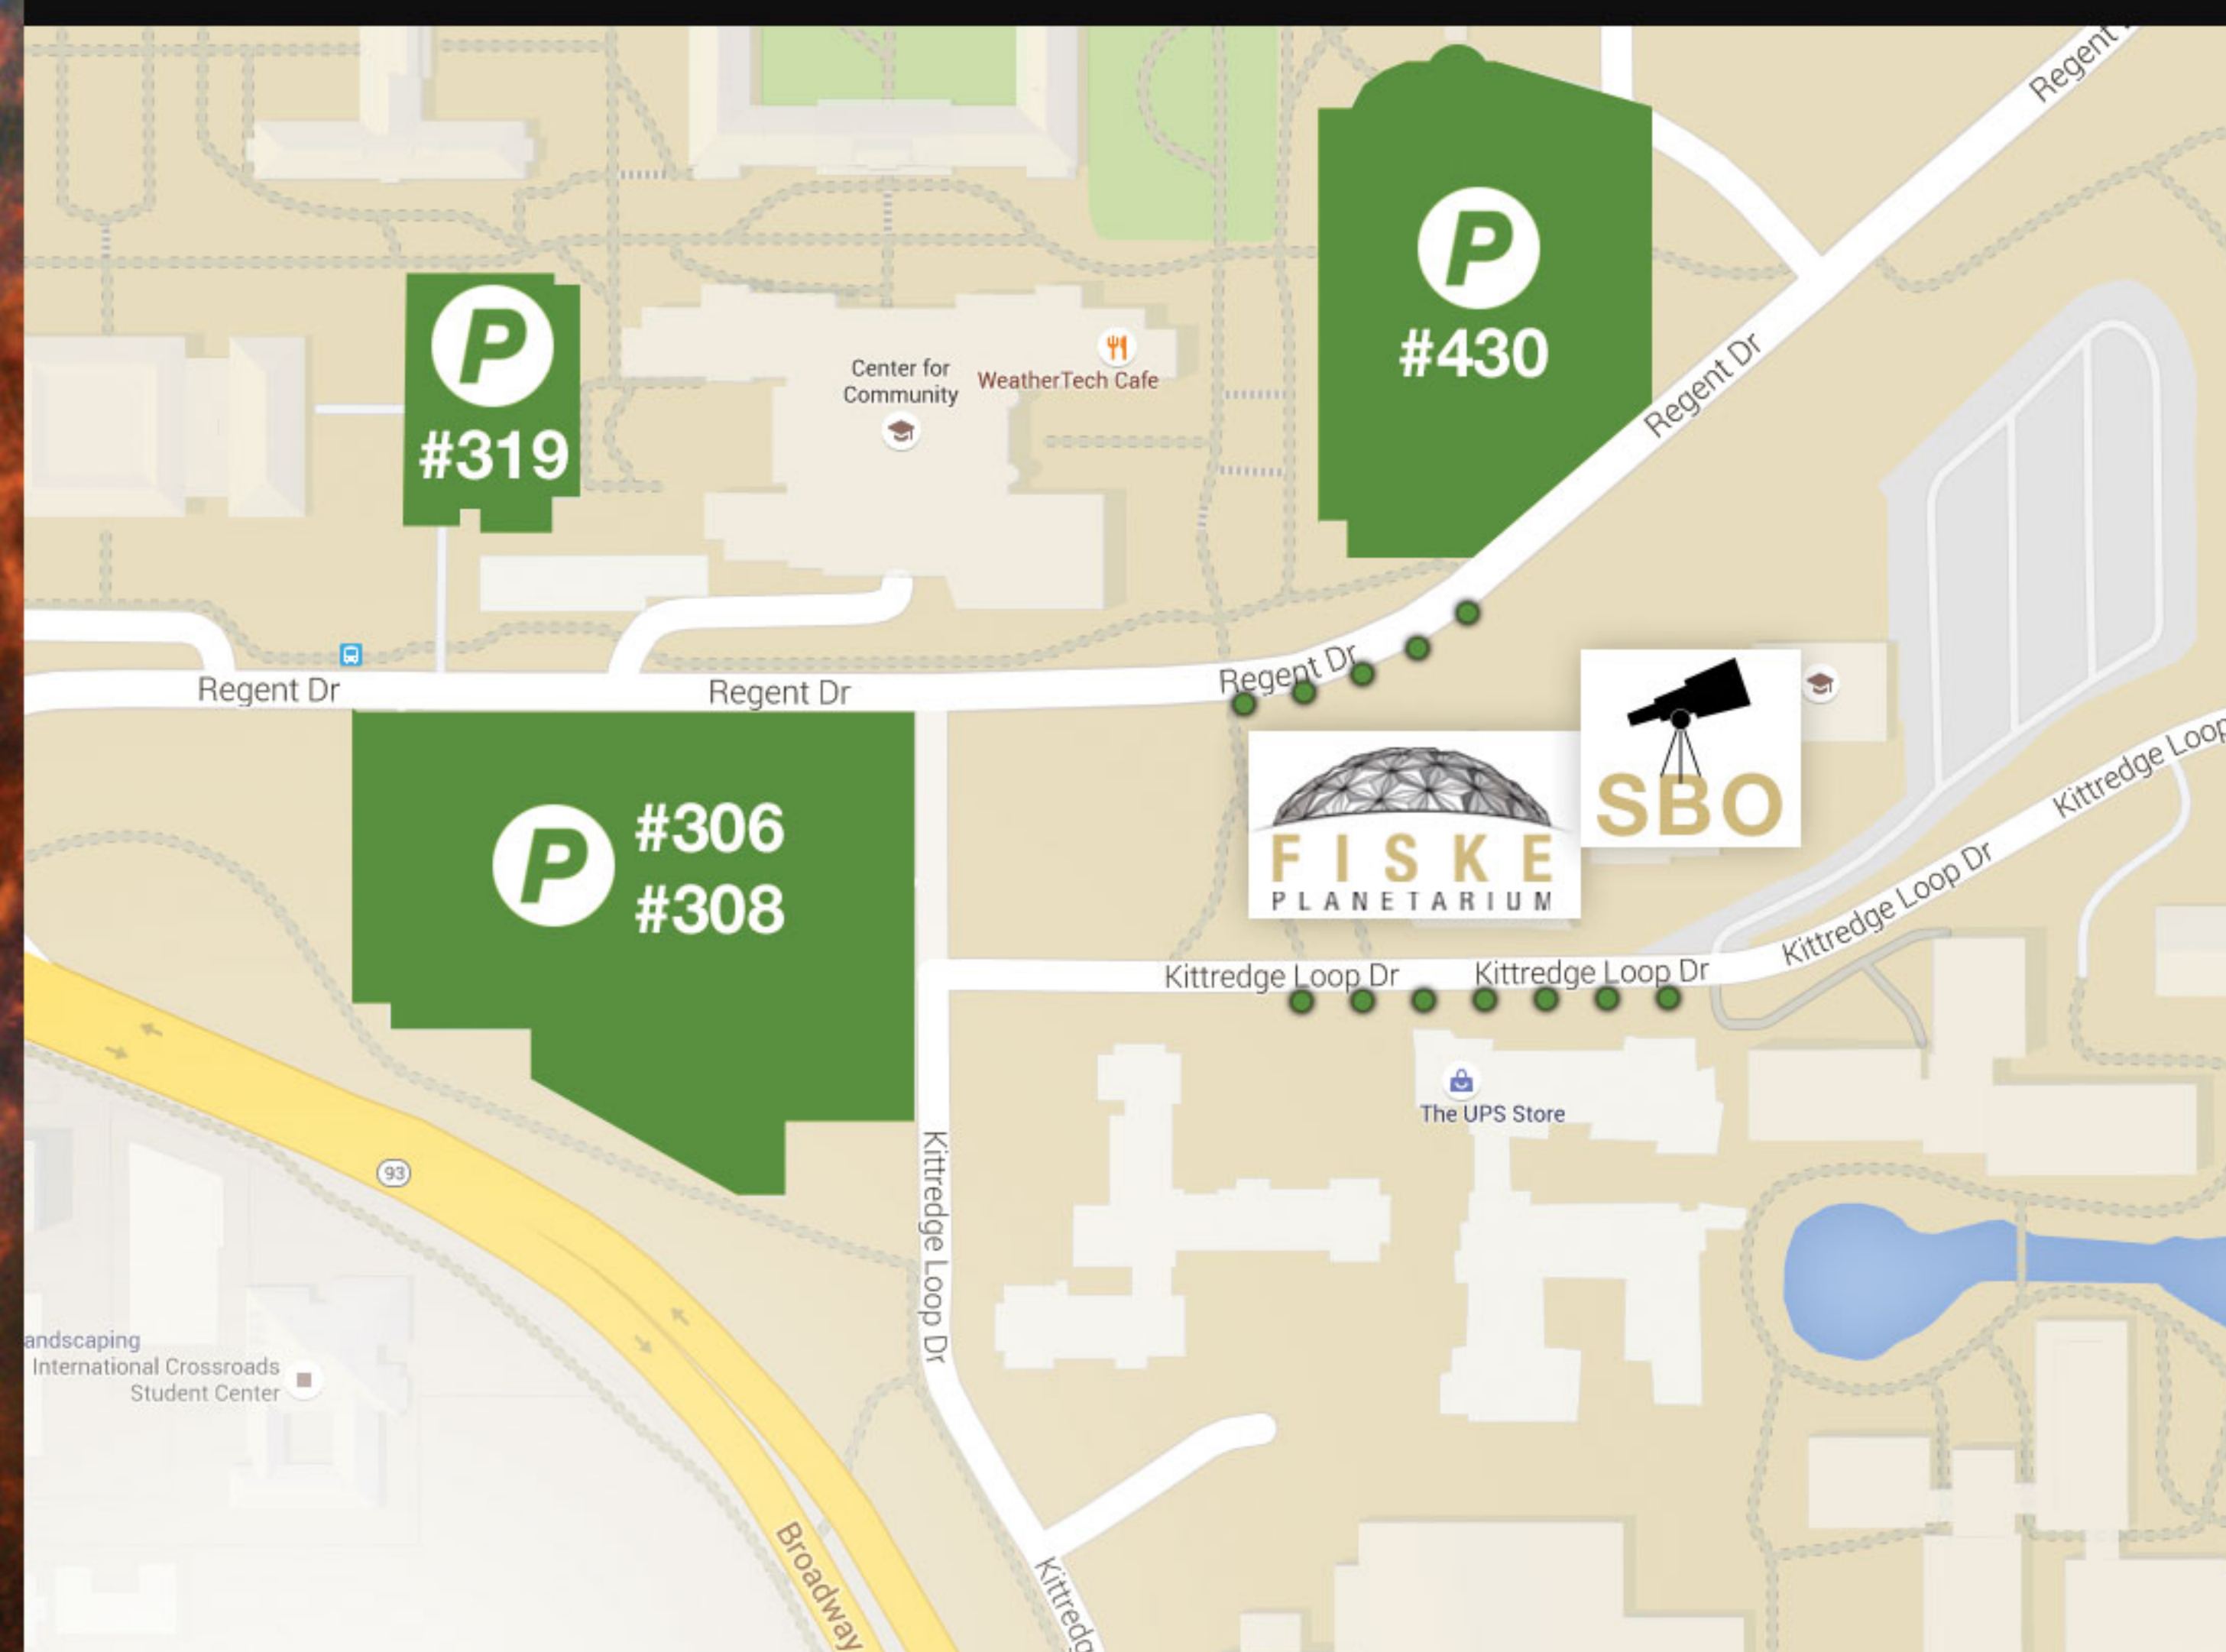 Regent
P
#430
P
#319
Center for
Community
WeatherTech Cafe
Regent Dr
Regent Dr
Regent Dr
Regent Dr
SBO
FISKE
PLANETARIUM
P
#306
#308
Kittredge Loop
Kittredge Loop Dr
Kittredge Loop Dr
Kittredge Loop Dr
The UPS Store
Kittredge Loop Dr
93
andscaping
International Crossroads
Student Center
Broadway
Kittredg